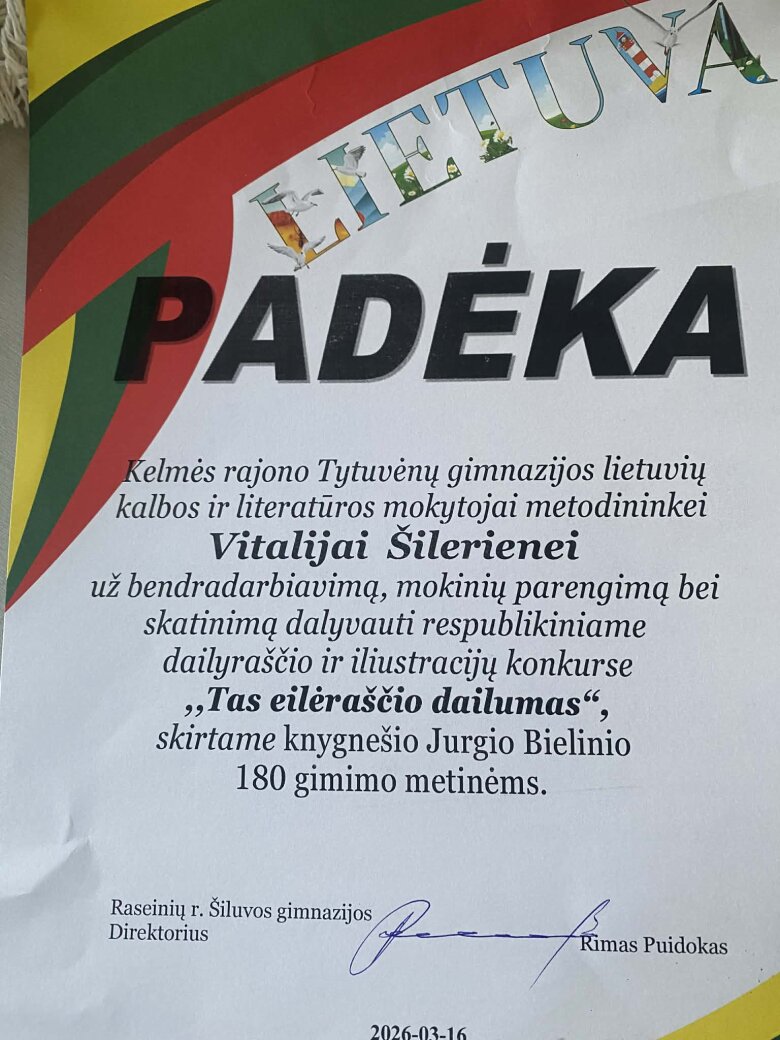 LIETUVA
PADĖKA
Kelmės rajono Tytuvėnų gimnazijos lietuvių
kalbos ir literatūros mokytojai metodininkei
Vitalijai Šilerienei
už bendradarbiavimą, mokinių parengimą bei
skatinimą dalyvauti respublikiniame
dailyraščio ir iliustracijų konkurse
,,Tas eilėraščio dailumas“,
skirtame knygnešio Jurgio Bielinio
180 gimimo metinėms.
Raseinių r. Šiluvos gimnazijos
Direktorius
Rimas Puidokas
2026-03-16